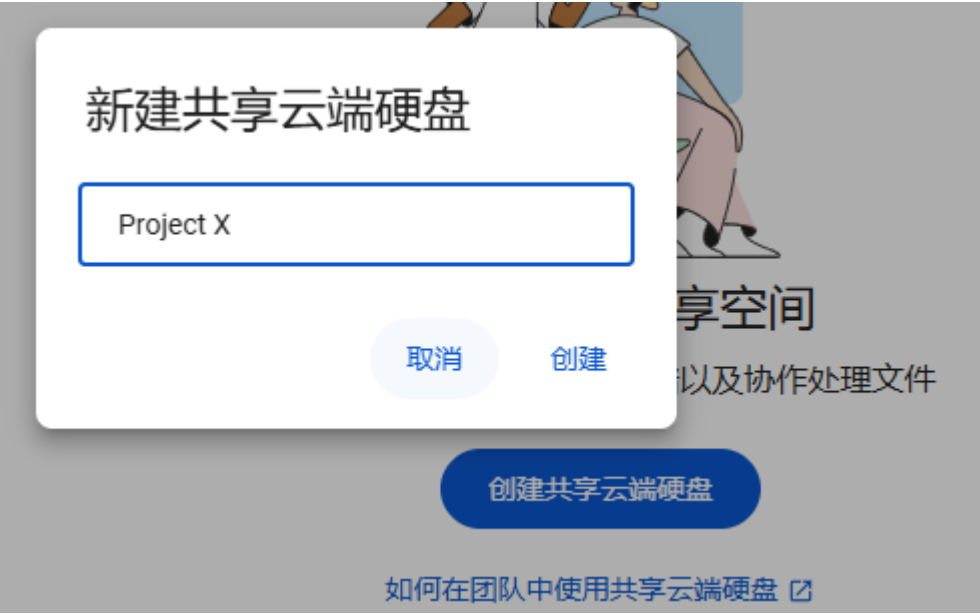 新建共享云端硬盘
Project X
取消
创建
享空间
以及协作处理文件
创建共享云端硬盘
如何在团队中使用共享云端硬盘